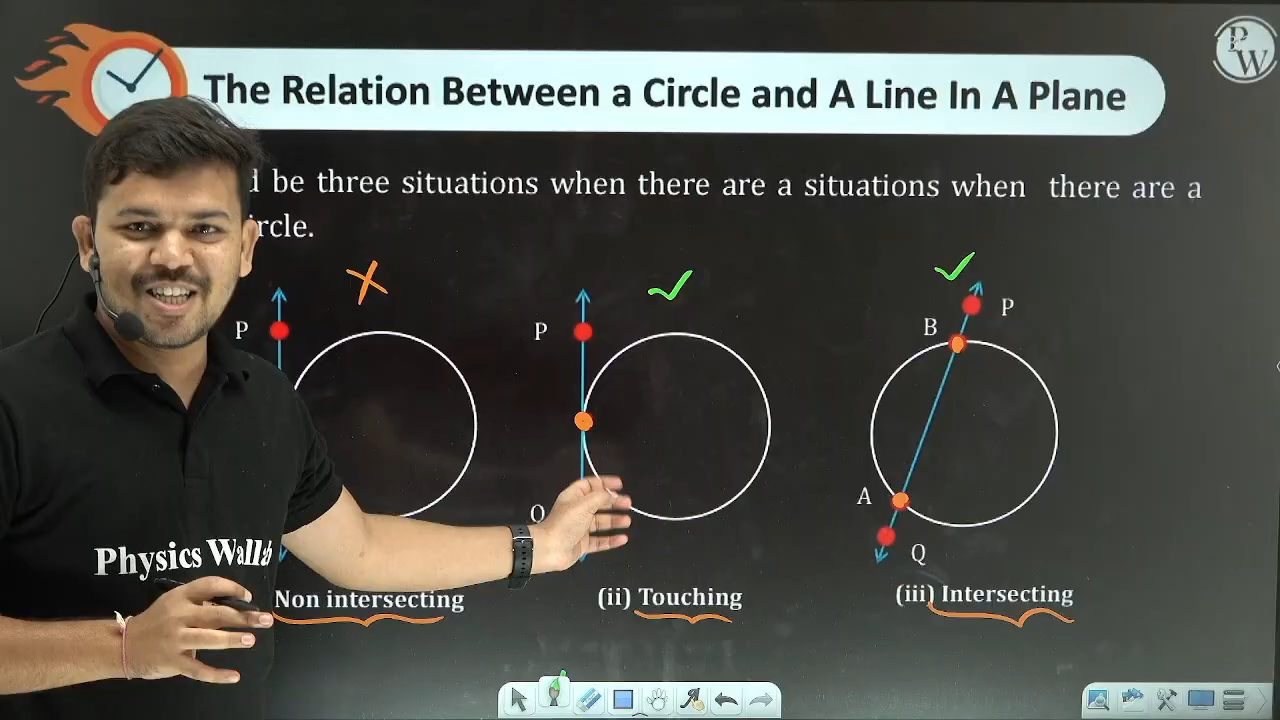 The Relation Between a Circle and A Line In A Plane
PW
be three situations when there are a situations when there are a
P
P
Q
B
P
A
Q
Non intersecting
(ii) Touching
(iii) Intersecting
Physics Wallah